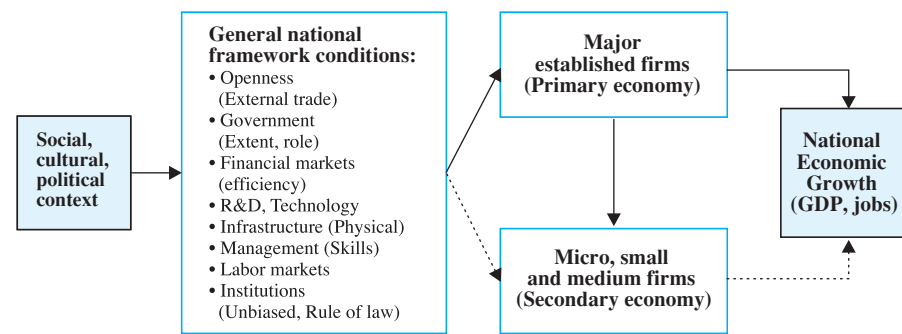 Social,
cultural,
political
context
General national
framework conditions:
• Openness
(External trade)
• Government
(Extent, role)
• Financial markets
(efficiency)
• R&D, Technology
• Infrastructure (Physical)
• Management (Skills)
• Labor markets
• Institutions
(Unbiased, Rule of law)
Major
established firms
(Primary economy)
Micro, small
and medium firms
(Secondary economy)
National
Economic
Growth
(GDP, jobs)